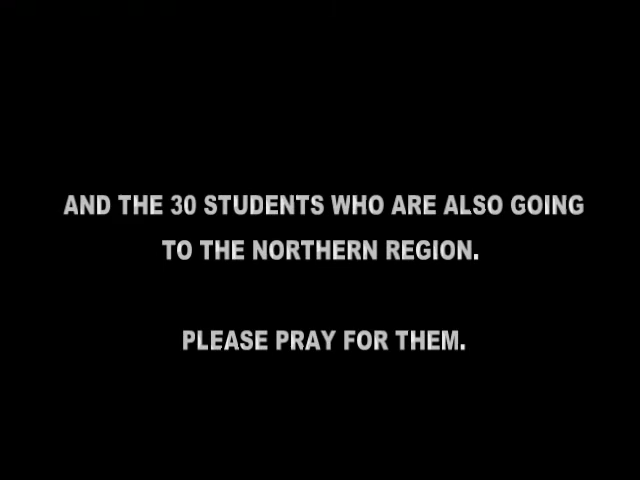 AND THE 30 STUDENTS WHO ARE ALSO GOING
TO THE NORTHERN REGION.
PLEASE PRAY FOR THEM.